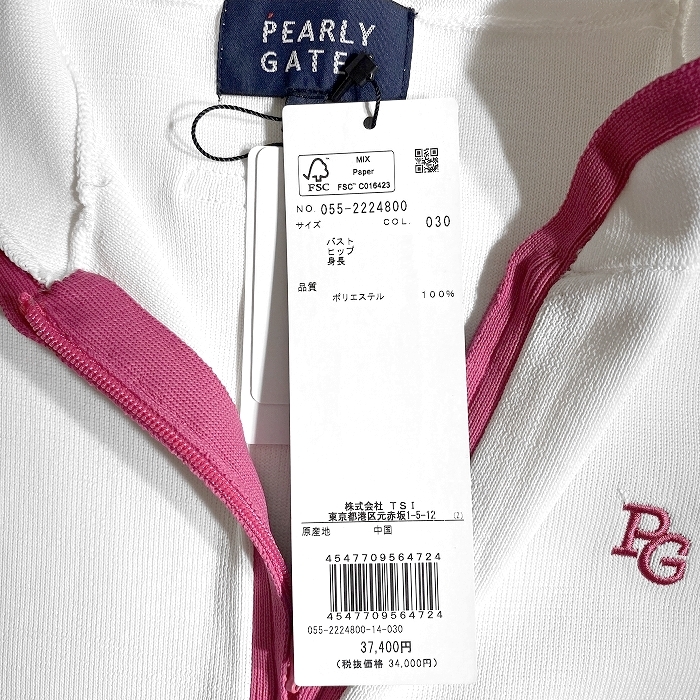 PEARLY
GATE
MIX
Paper
FSC
FSC™ C016423
NO. 055-2224800
サイズ COL. 030
バスト
ヒップ
身長
品質
ポリエステル 100%
株式会社 TSI
東京都港区元赤坂1-5-12 (Z)
原産地 中国
4547709564724
4547709564724
055-2224800-14-030
37,400円
(税抜価格 34,000円)
PG